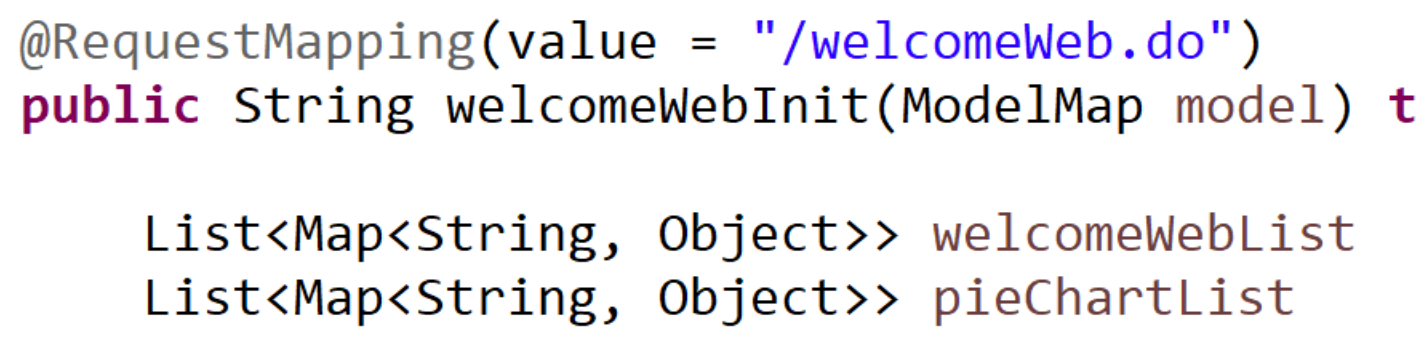 @RequestMapping(value = "/welcomeWeb.do")
public String welcomeWebInit(ModelMap model) t
List<Map<String, Object>> welcomeWebList
List<Map<String, Object>> pieChartList